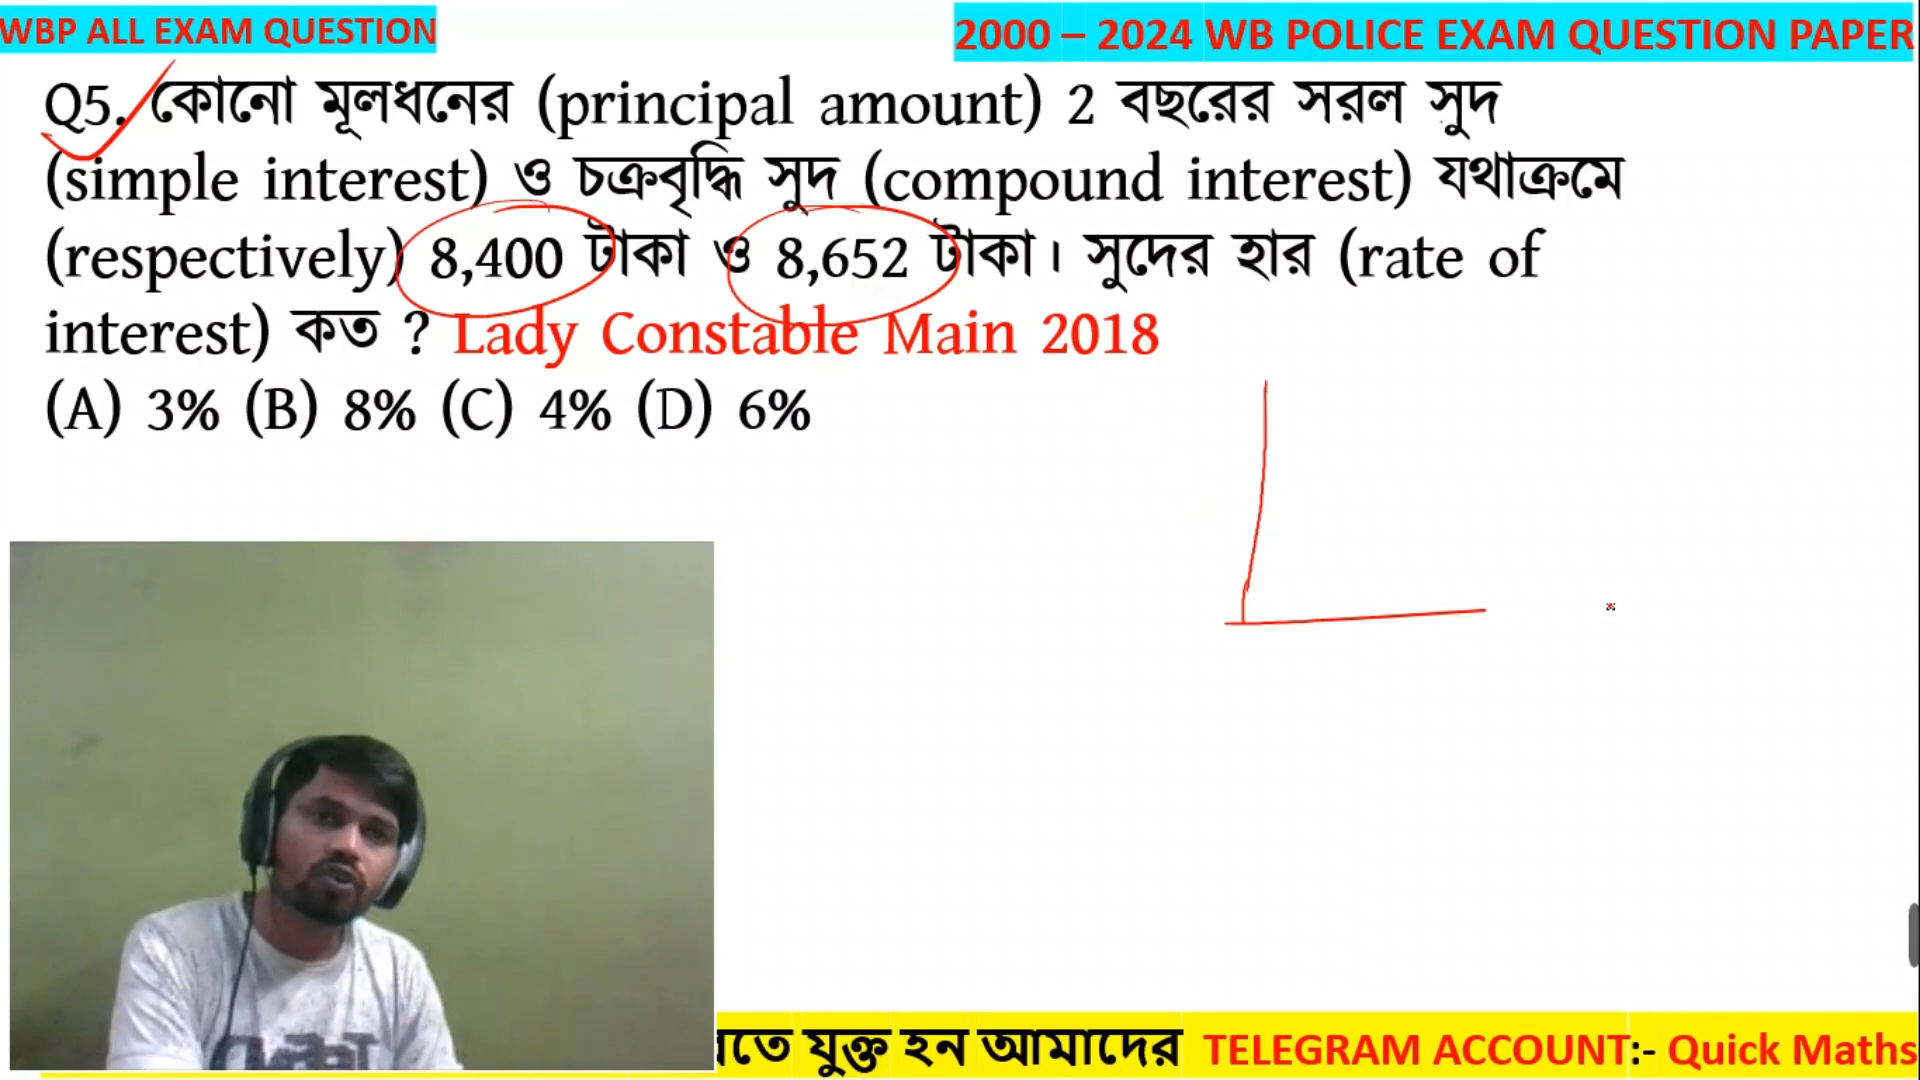 WBP ALL EXAM QUESTION
2000 – 2024 WB POLICE EXAM QUESTION PAPER
Q5. কোনো মূলধনের (principal amount) 2 বছরের সরল সুদ
(simple interest) ও চক্রবৃদ্ধি সুদ (compound interest) যথাক্রমে
(respectively) 8,400 টাকা ও 8,652 টাকা। সুদের হার (rate of
interest) কত ? Lady Constable Main 2018
(A) 3% (B) 8% (C) 4% (D) 6%
যুক্ত হন আমাদের TELEGRAM ACCOUNT:- Quick Maths